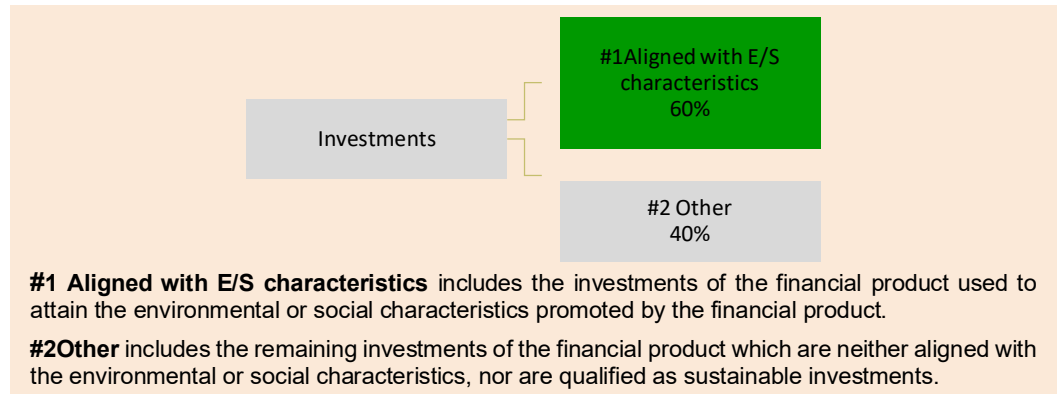 #1Aligned with E/S
characteristics
60%
Investments
#2 Other
40%
#1 Aligned with E/S characteristics includes the investments of the financial product used to
attain the environmental or social characteristics promoted by the financial product.
#2Other includes the remaining investments of the financial product which are neither aligned with
the environmental or social characteristics, nor are qualified as sustainable investments.